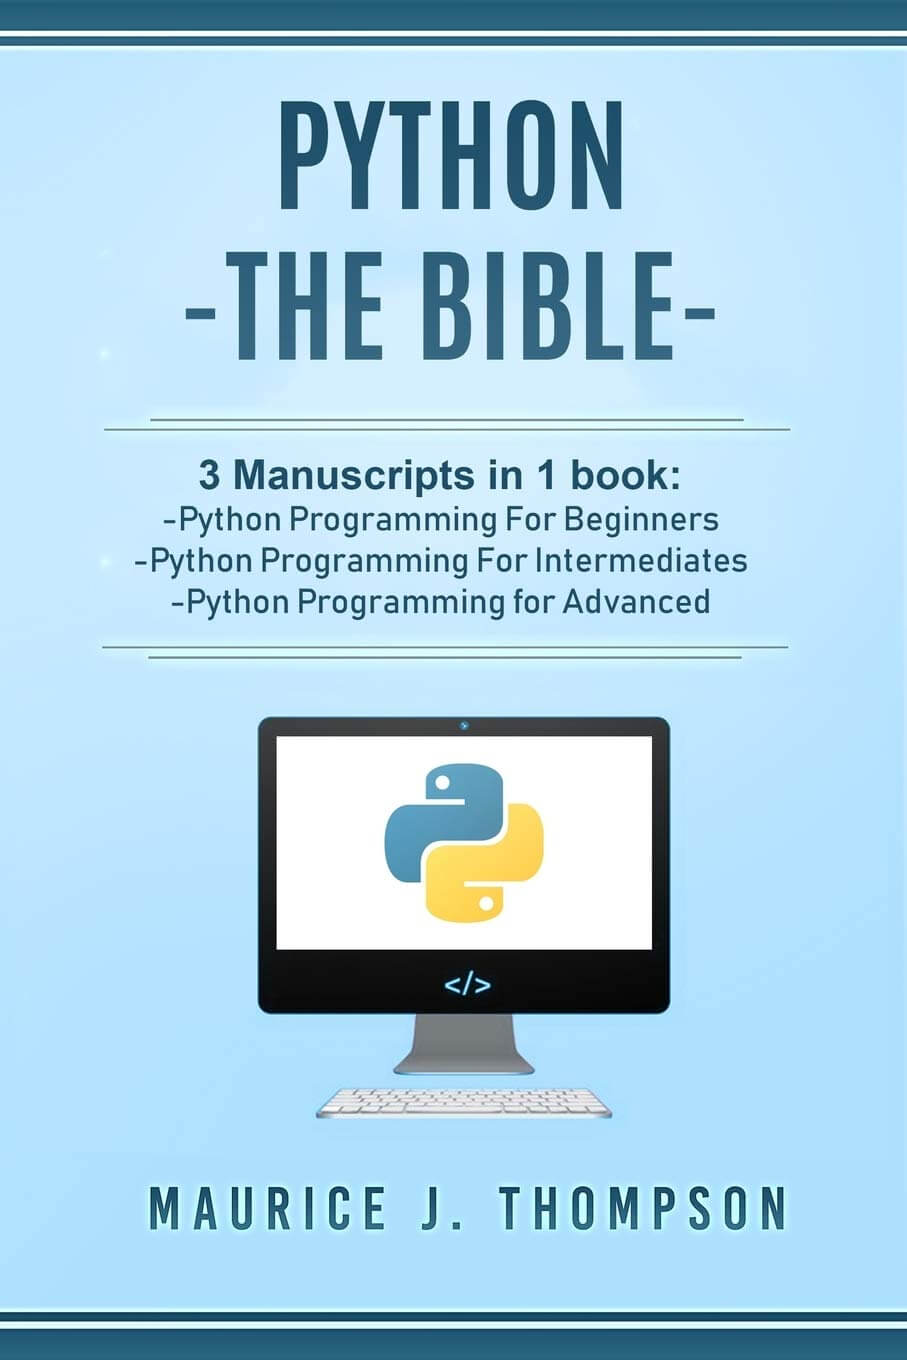 PYTHON
-THE BIBLE-
3 Manuscripts in 1 book:
-Python Programming For Beginners
-Python Programming For Intermediates
-Python Programming for Advanced
</>
MAURICE J. THOMPSON